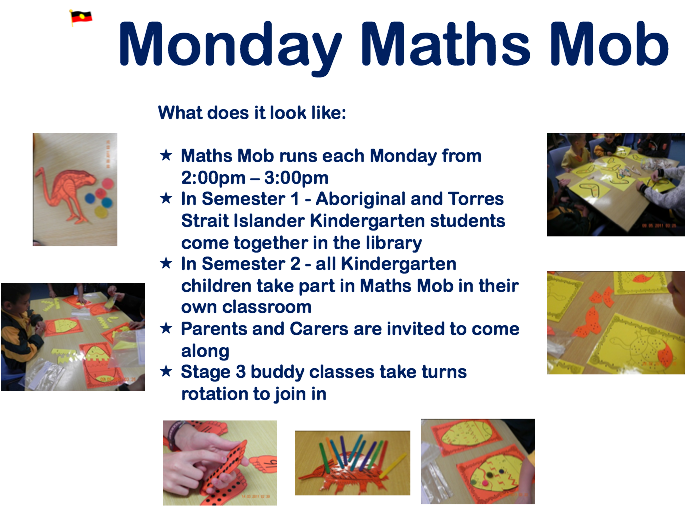 Monday Maths Mob
What does it look like:
★ Maths Mob runs each Monday from
2:00pm – 3:00pm
★ In Semester 1 - Aboriginal and Torres
Strait Islander Kindergarten students
come together in the library
★ In Semester 2 - all Kindergarten
children take part in Maths Mob in their
own classroom
★ Parents and Carers are invited to come
along
★ Stage 3 buddy classes take turns
rotation to join in